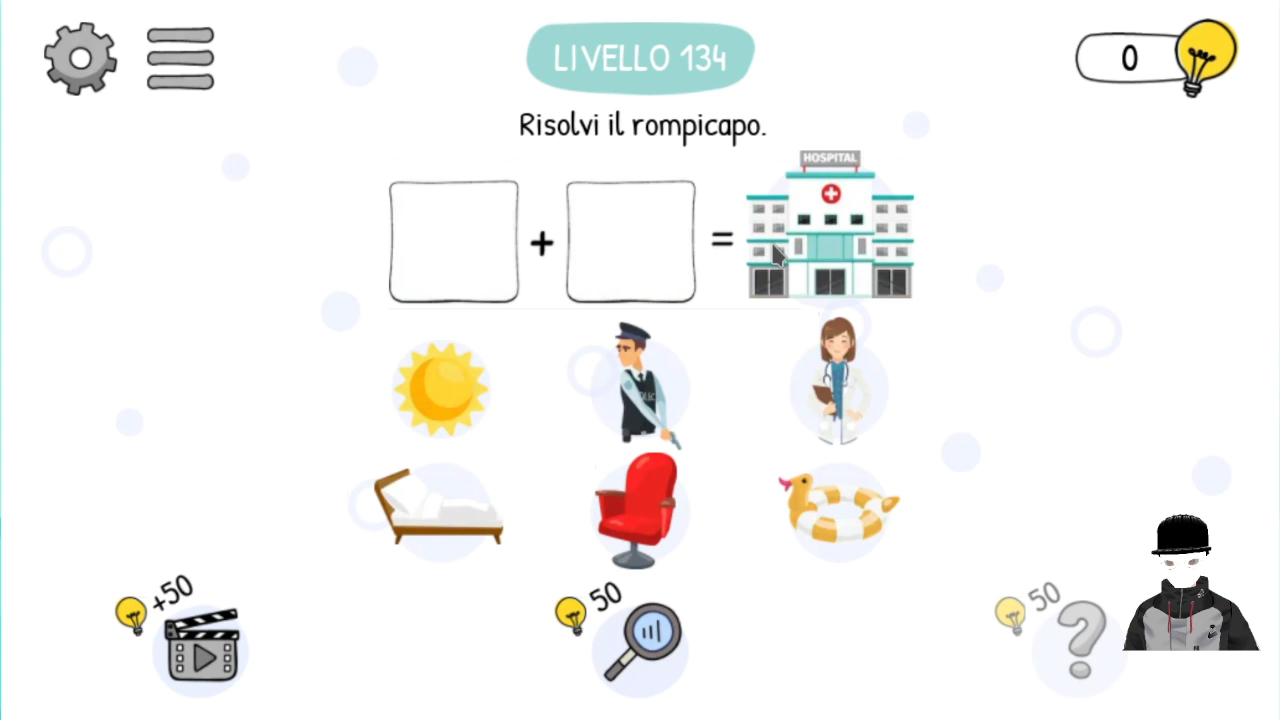 LIVELLO 134
0
Risolvi il rompicapo.
HOSPITAL
+
=
+50
50
50
?